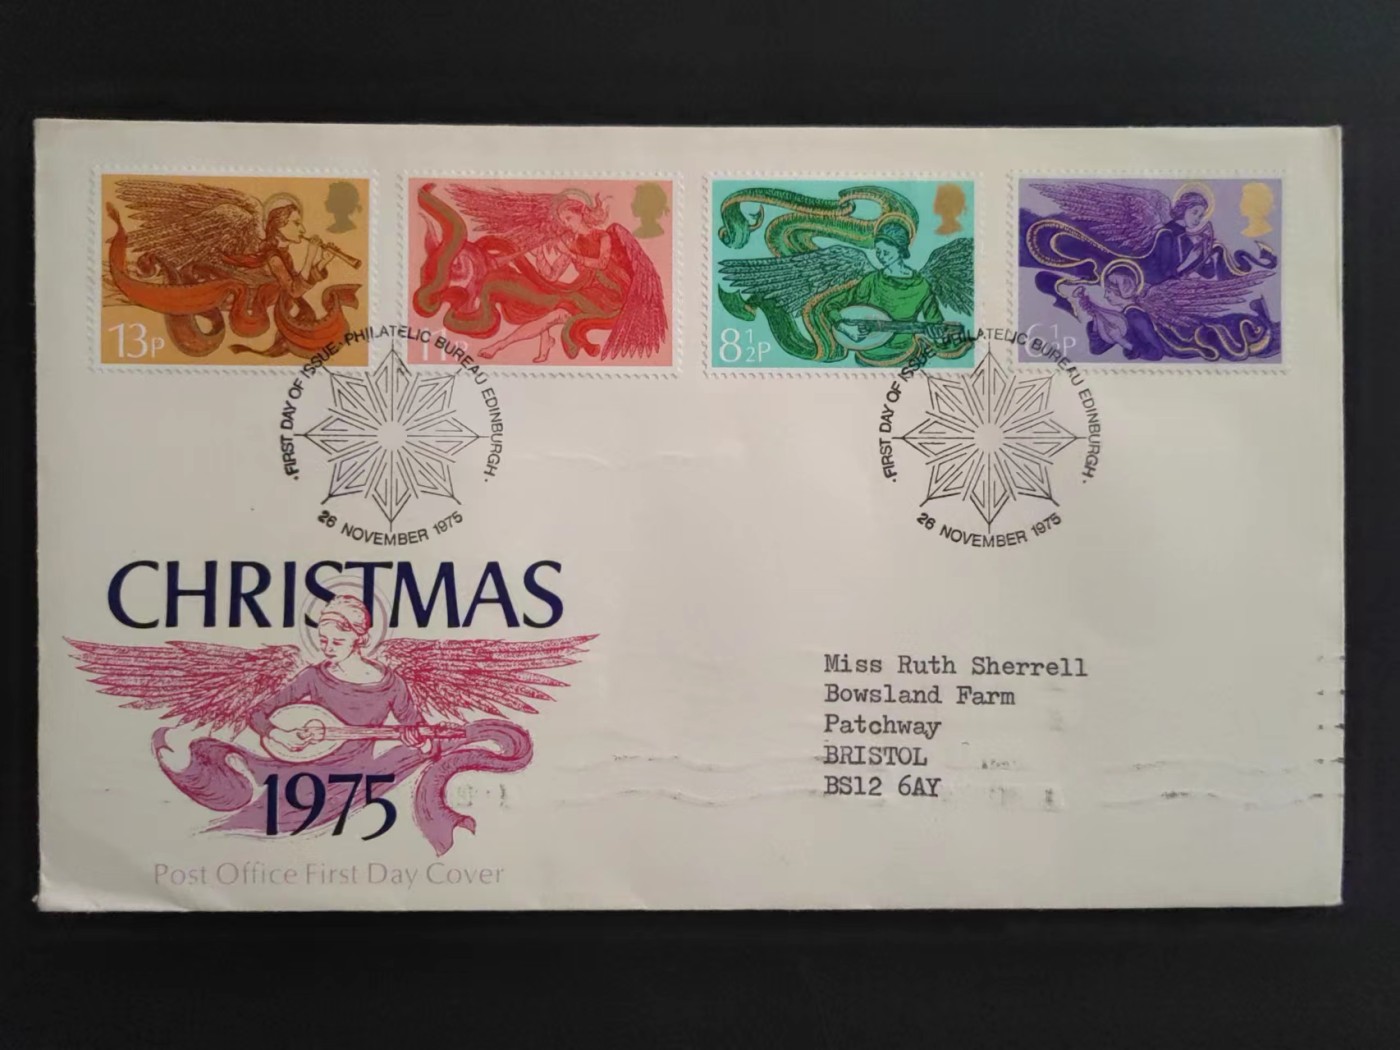 13P
11P
8½P
6½P
·FIRST DAY OF ISSUE·PHILATELIC BUREAU EDINBURGH·
26 NOVEMBER 1975
·FIRST DAY OF ISSUE·PHILATELIC BUREAU EDINBURGH·
26 NOVEMBER 1975
CHRISTMAS
1975
Post Office First Day Cover
Miss Ruth Sherrell
Bowsland Farm
Patchway
BRISTOL
BS12 6AY